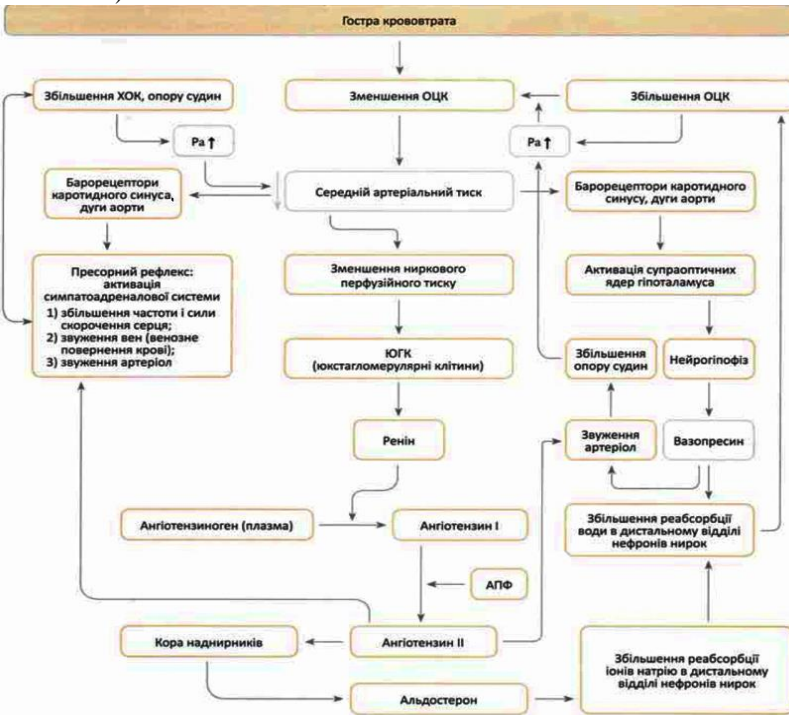 Гостра крововтрата
Збільшення ХОК, опору судин
Зменшення ОЦК
Збільшення ОЦК
Ра↑
Ра↑
Барорецептори
каротидного синуса,
дуги аорти
Середній артеріальний тиск
Барорецептори каротидного
синусу, дуги аорти
Пресорний рефлекс:
активація
симпатоадреналової системи
1) збільшення частоти і сили
скорочення серця;
2) звуження вен (венозне
повернення крові);
3) звуження артеріол
Зменшення ниркового
перфузійного тиску
Активація супраоптичних
ядер гіпоталамуса
ЮГК
(юкстагломерулярні клітини)
Збільшення
опору судин
Нейрогіпофіз
Ренін
Звуження
артеріол
Вазопресин
Ангіотензиноген (плазма)
Ангіотензин I
Збільшення реабсорбції
води в дистальному відділі
нефронів нирок
АПФ
Кора наднирників
Ангіотензин II
Збільшення реабсорбції
іонів натрію в дистальному
відділі нефронів нирок
Альдостерон